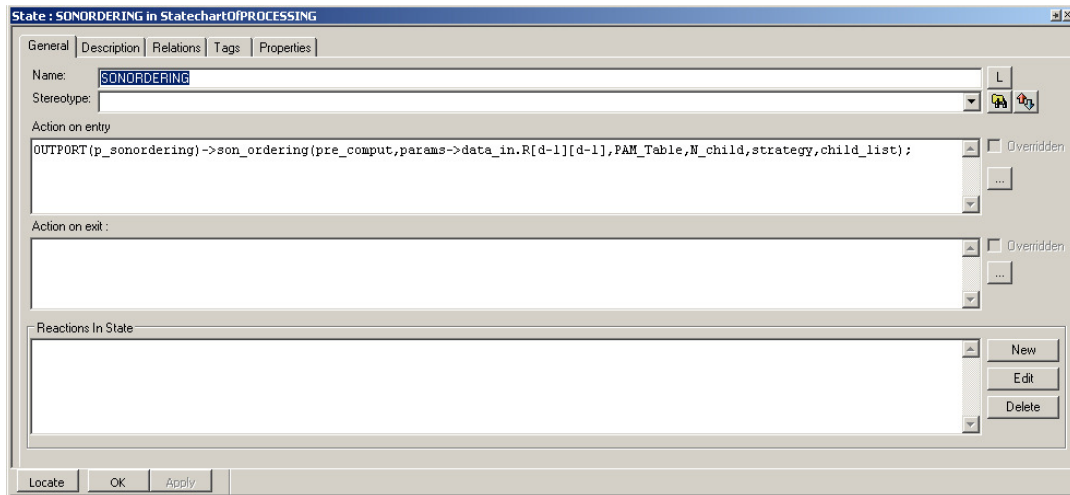 State : SONORDERING in StatechartOfPROCESSING
General Description Relations Tags Properties
Name: SONORDERING L
Stereotype:
Action on entry
OUTPORT(p_sonordering)->son_ordering(pre_comput,params->data_in.R[d-1][d-1],PAM_Table,N_child,strategy,child_list);
Overridden
...
Action on exit :
Overridden
...
Reactions In State
New
Edit
Delete
Locate OK Apply